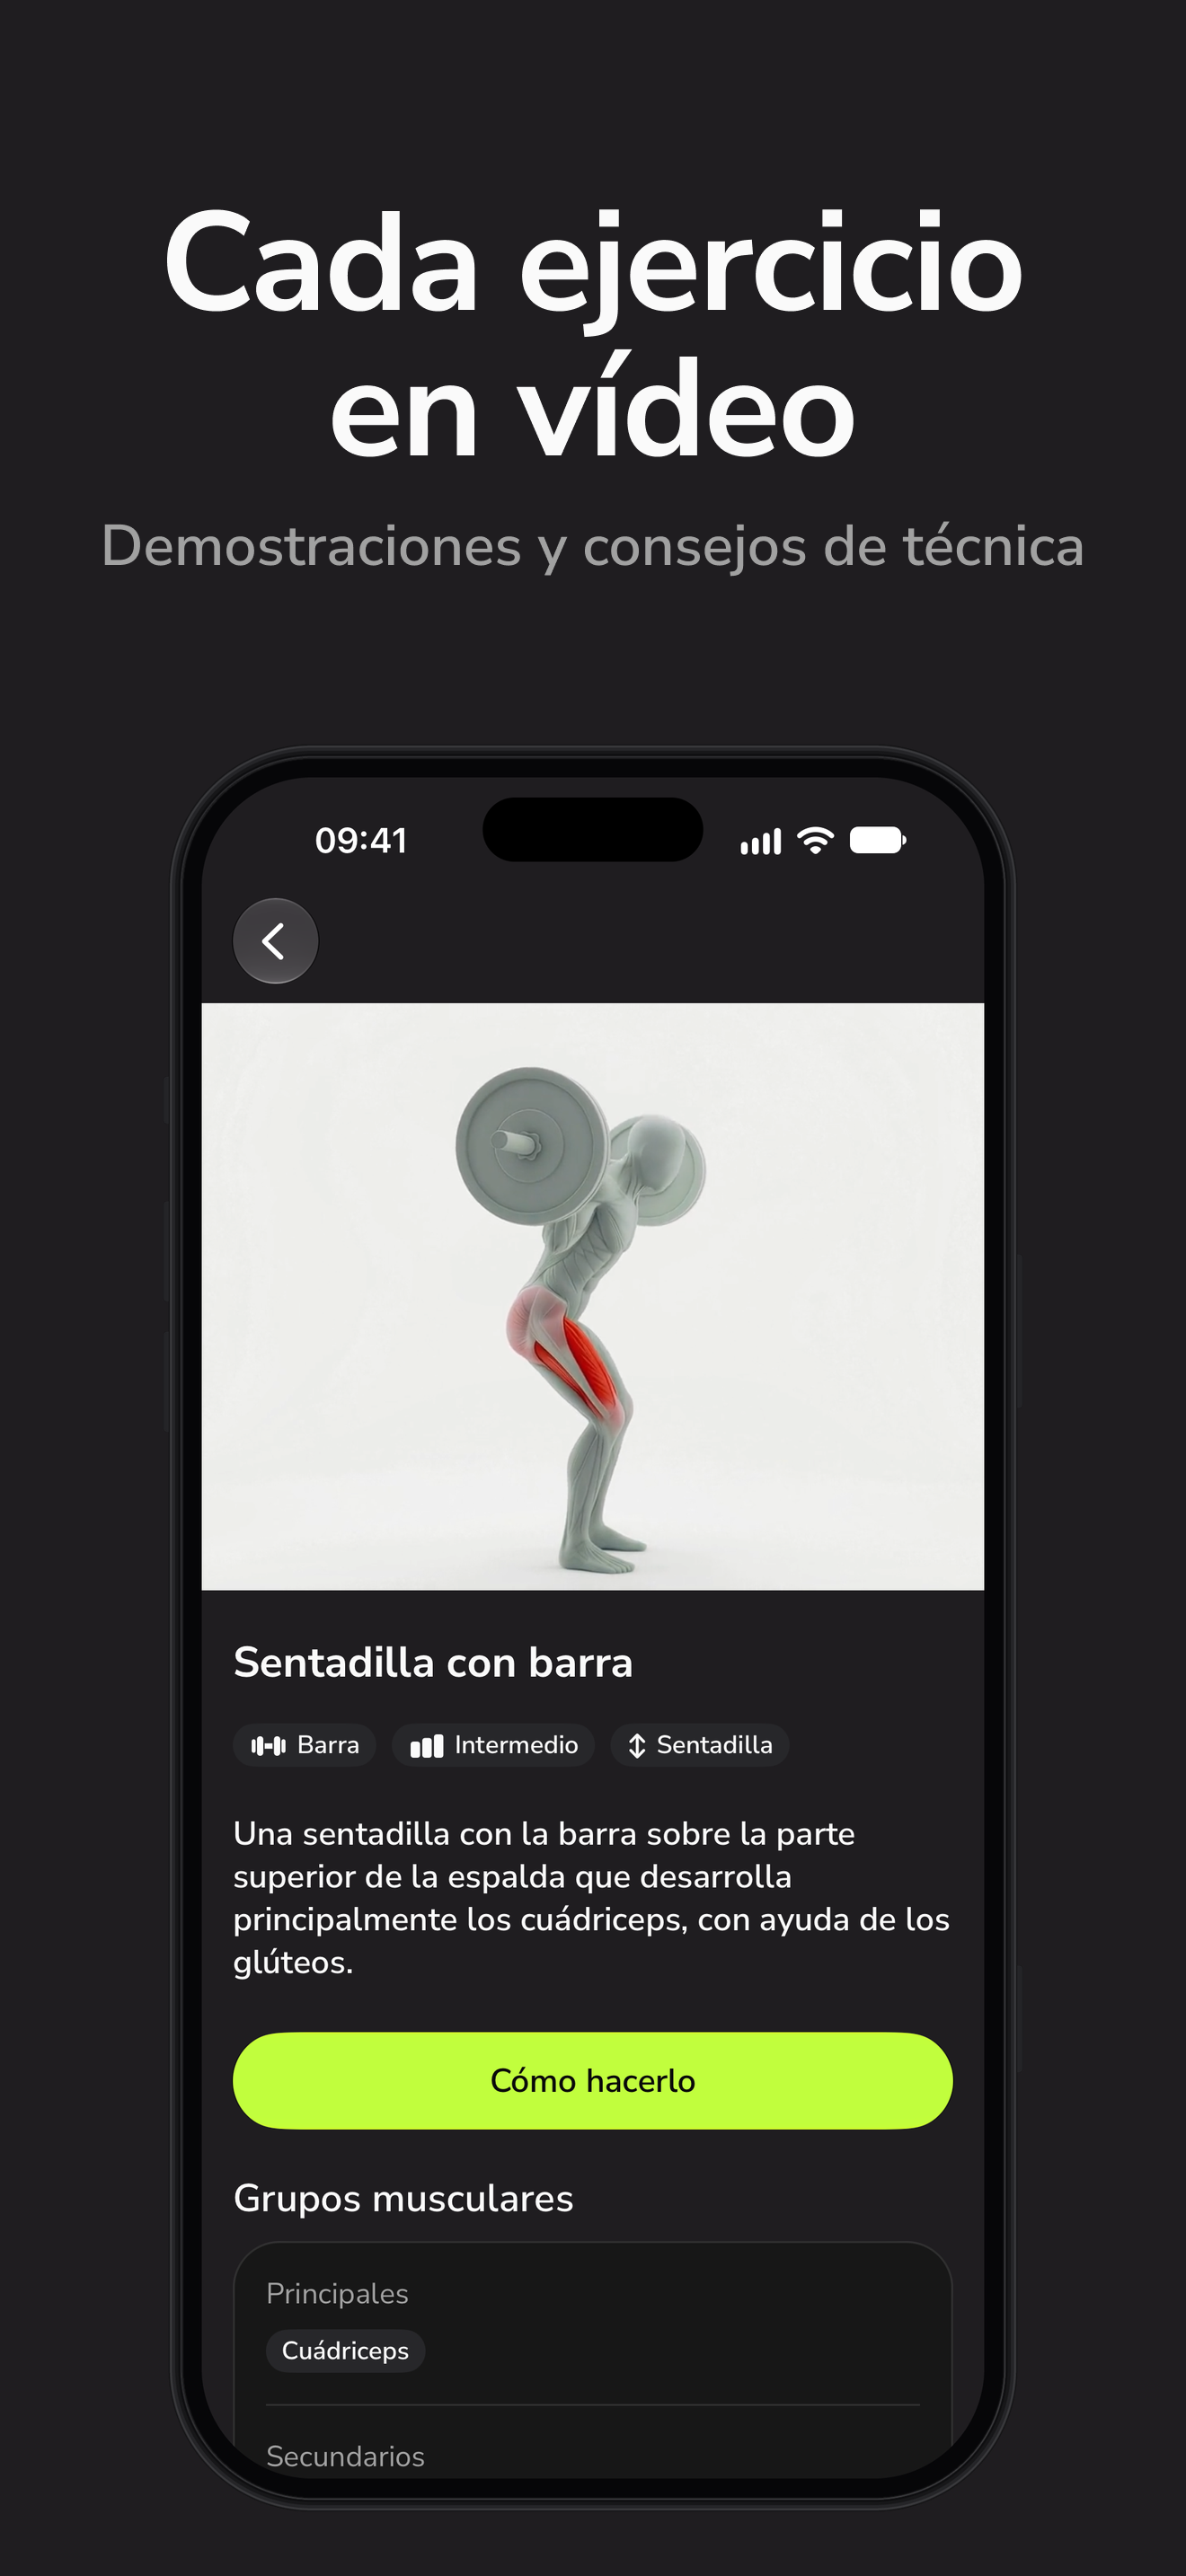 Cada ejercicio
en vídeo
Demostraciones y consejos de técnica
09:41
Sentadilla con barra
Barra
Intermedio
Sentadilla
Una sentadilla con la barra sobre la parte
superior de la espalda que desarrolla
principalmente los cuádriceps, con ayuda de los
glúteos.
Cómo hacerlo
Grupos musculares
Principales
Cuádriceps
Secundarios